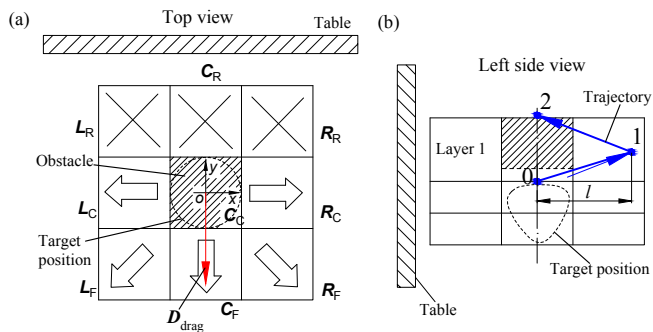 (a)
Top view
Table
C_R
L_R
R_R
Obstacle
y
o
x
L_C
C_C
R_C
Target
position
L_F
R_F
C_F
D_drag
(b)
Left side view
2
Trajectory
Layer 1
1
0
l
Target position
Table